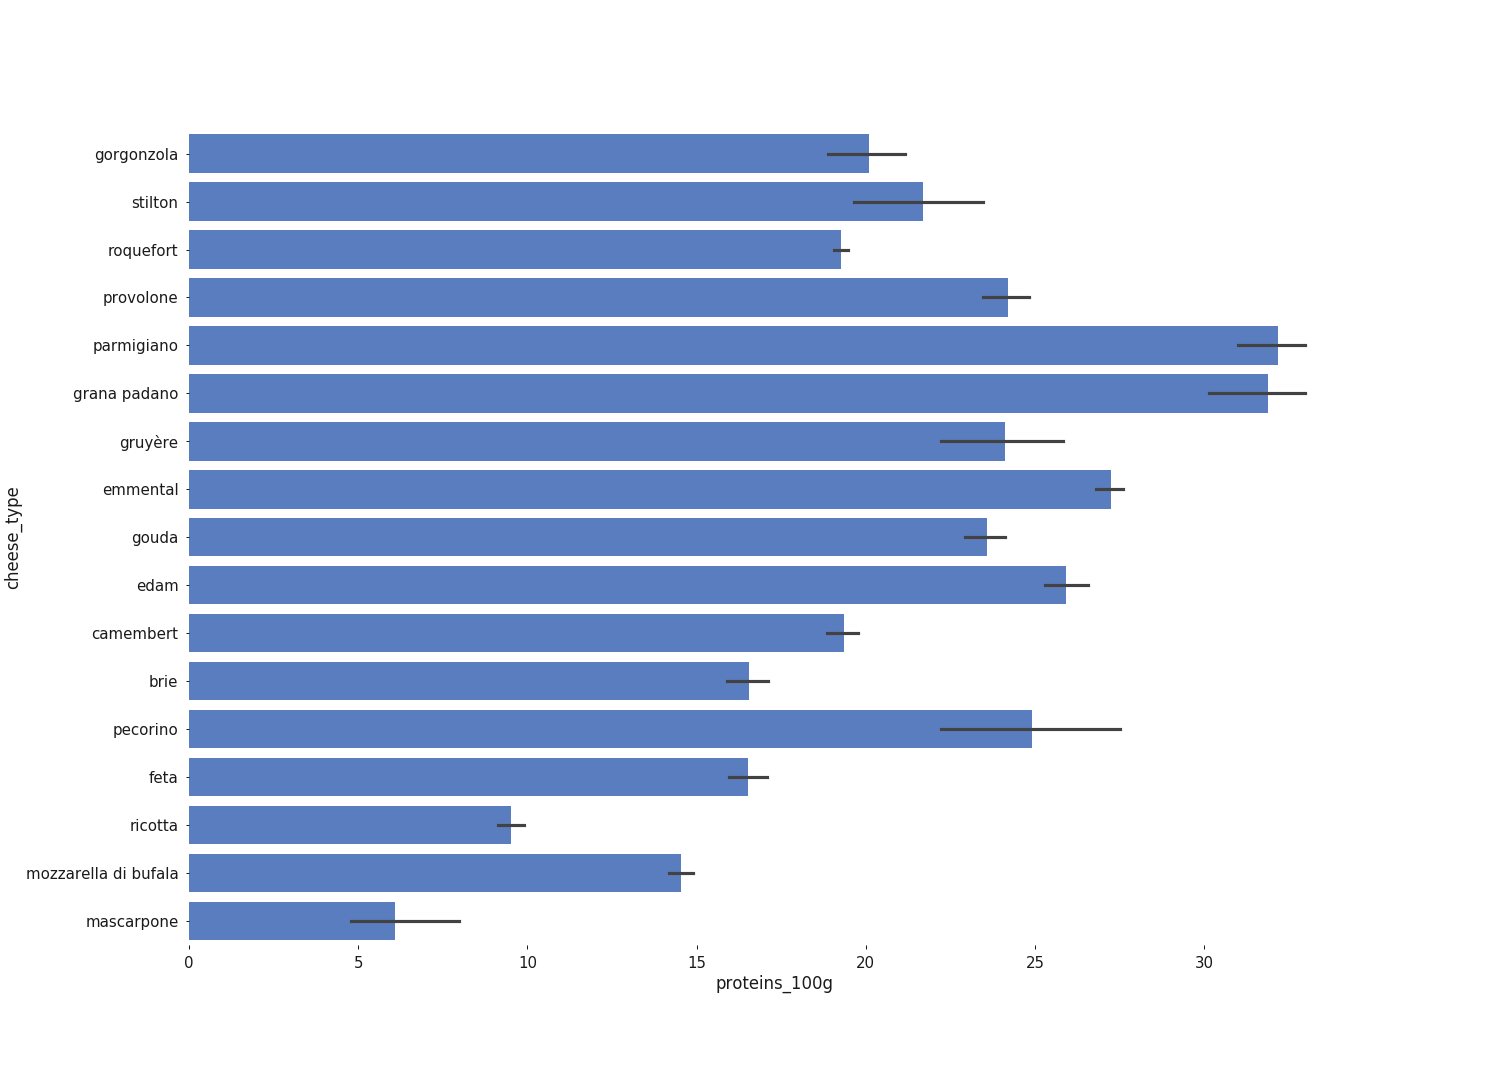 gorgonzola
stilton
roquefort
provolone
parmigiano
grana padano
gruyère
emmental
gouda
edam
camembert
brie
pecorino
feta
ricotta
mozzarella di bufala
mascarpone
cheese_type
0 5 10 15 20 25 30
proteins_100g